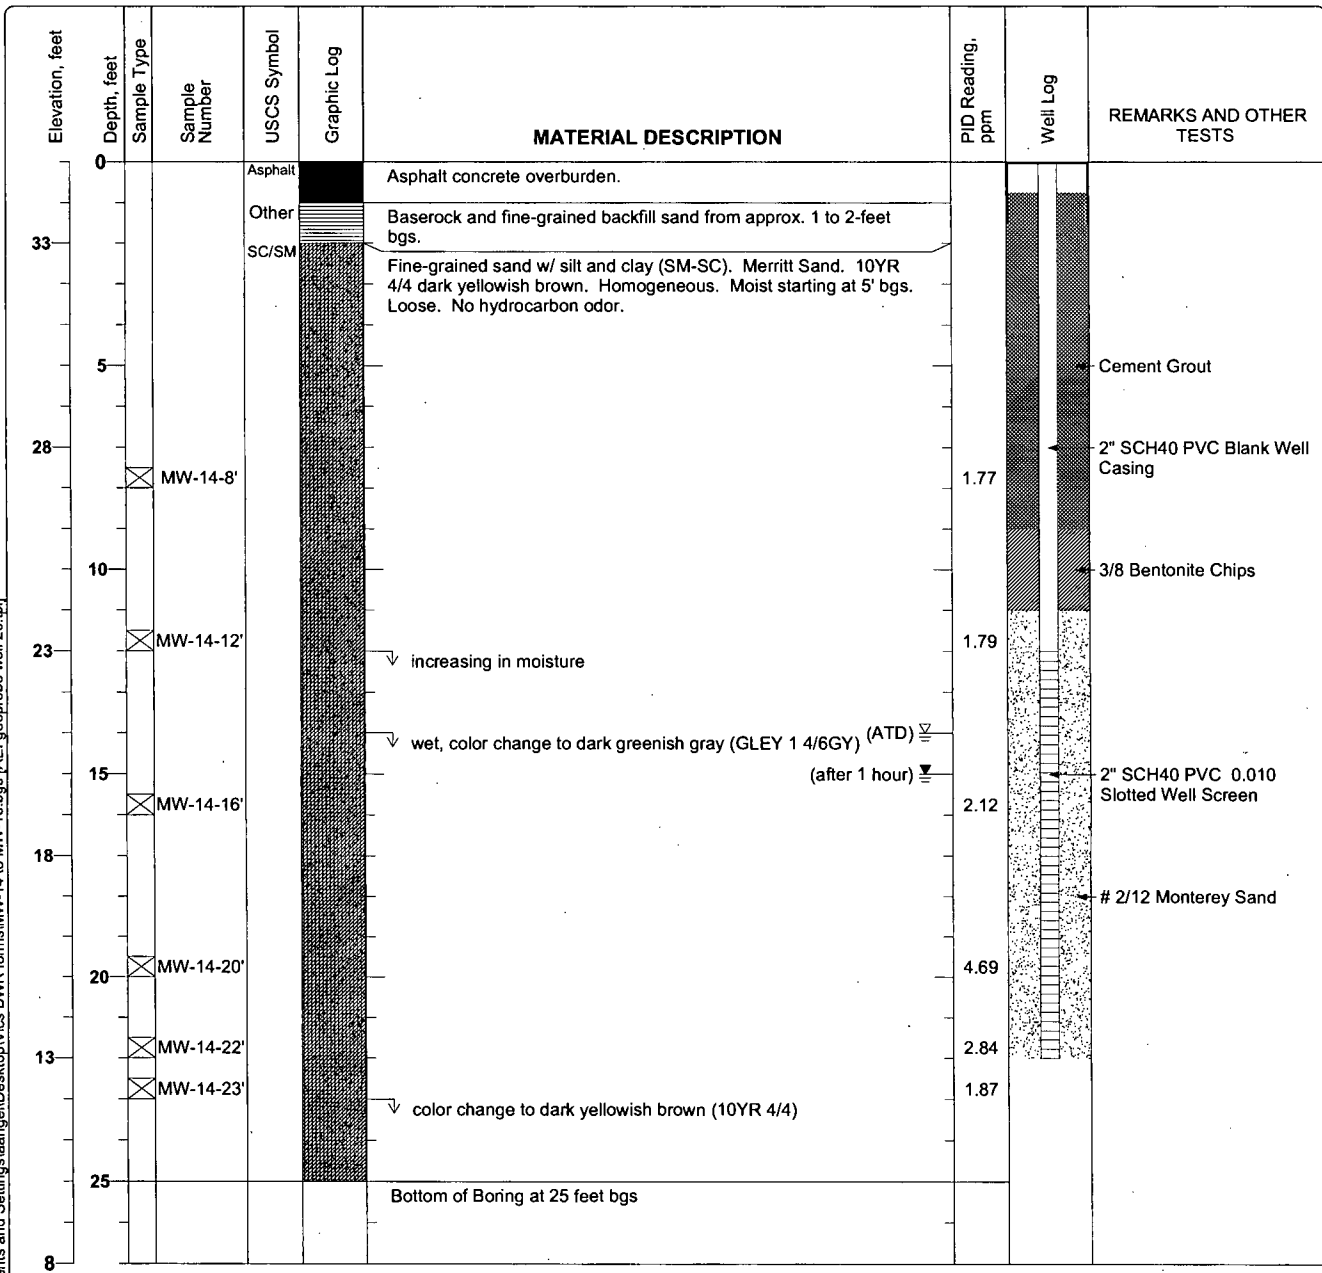 Elevation, feet
Depth, feet
Sample Type
Sample Number
USCS Symbol
Graphic Log
MATERIAL DESCRIPTION
PID Reading, ppm
Well Log
REMARKS AND OTHER TESTS
0
Asphalt
Asphalt concrete overburden.
Other
Baserock and fine-grained backfill sand from approx. 1 to 2-feet
bgs.
33
SC/SM
Fine-grained sand w/ silt and clay (SM-SC). Merritt Sand. 10YR
4/4 dark yellowish brown. Homogeneous. Moist starting at 5' bgs.
Loose. No hydrocarbon odor.
5
Cement Grout
28
2" SCH40 PVC Blank Well
Casing
MW-14-8'
1.77
10
3/8 Bentonite Chips
MW-14-12'
1.79
23
increasing in moisture
wet, color change to dark greenish gray (GLEY 1 4/6GY)
(ATD)
15
(after 1 hour)
2" SCH40 PVC 0.010
Slotted Well Screen
MW-14-16'
2.12
18
# 2/12 Monterey Sand
MW-14-20'
4.69
20
MW-14-22'
2.84
13
MW-14-23'
1.87
color change to dark yellowish brown (10YR 4/4)
25
Bottom of Boring at 25 feet bgs
8